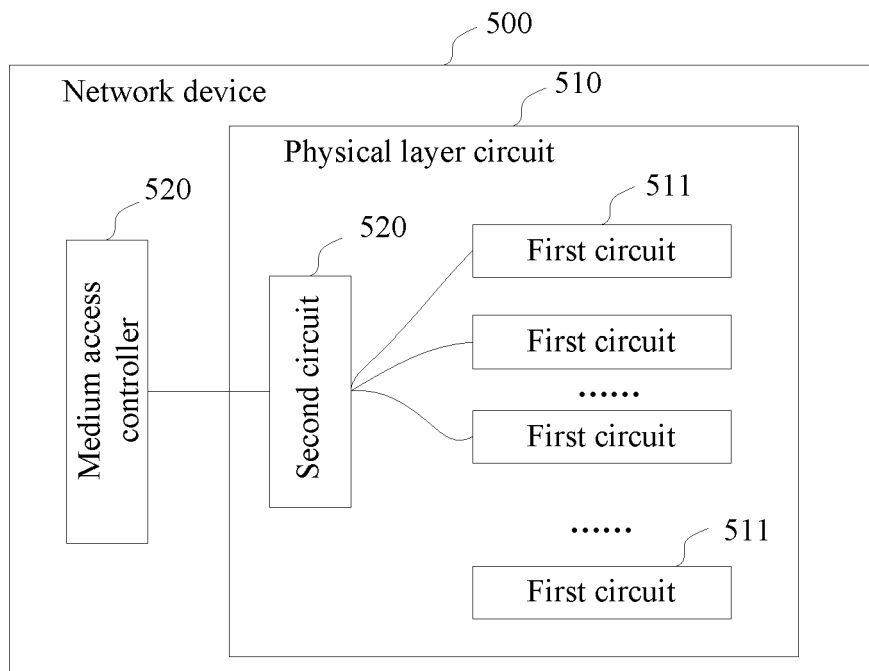 500
Network device
510
Physical layer circuit
520
Medium access
controller
520
Second circuit
511
First circuit
First circuit
……
First circuit
……
511
First circuit